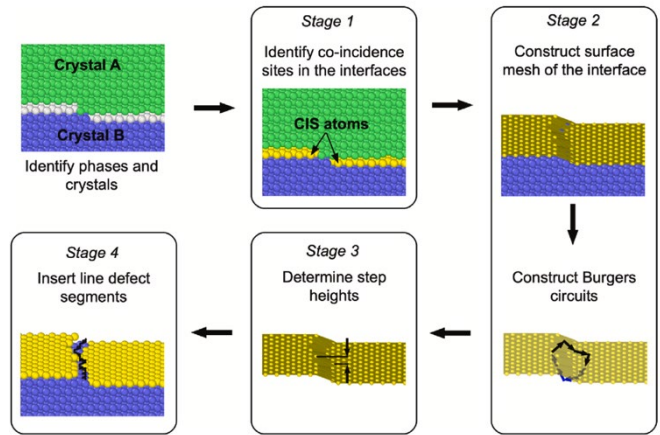 Crystal A
Crystal B
Identify phases and
crystals
Stage 1
Identify co-incidence
sites in the interfaces
CIS atoms
Stage 2
Construct surface
mesh of the interface
Construct Burgers
circuits
Stage 3
Determine step
heights
Stage 4
Insert line defect
segments